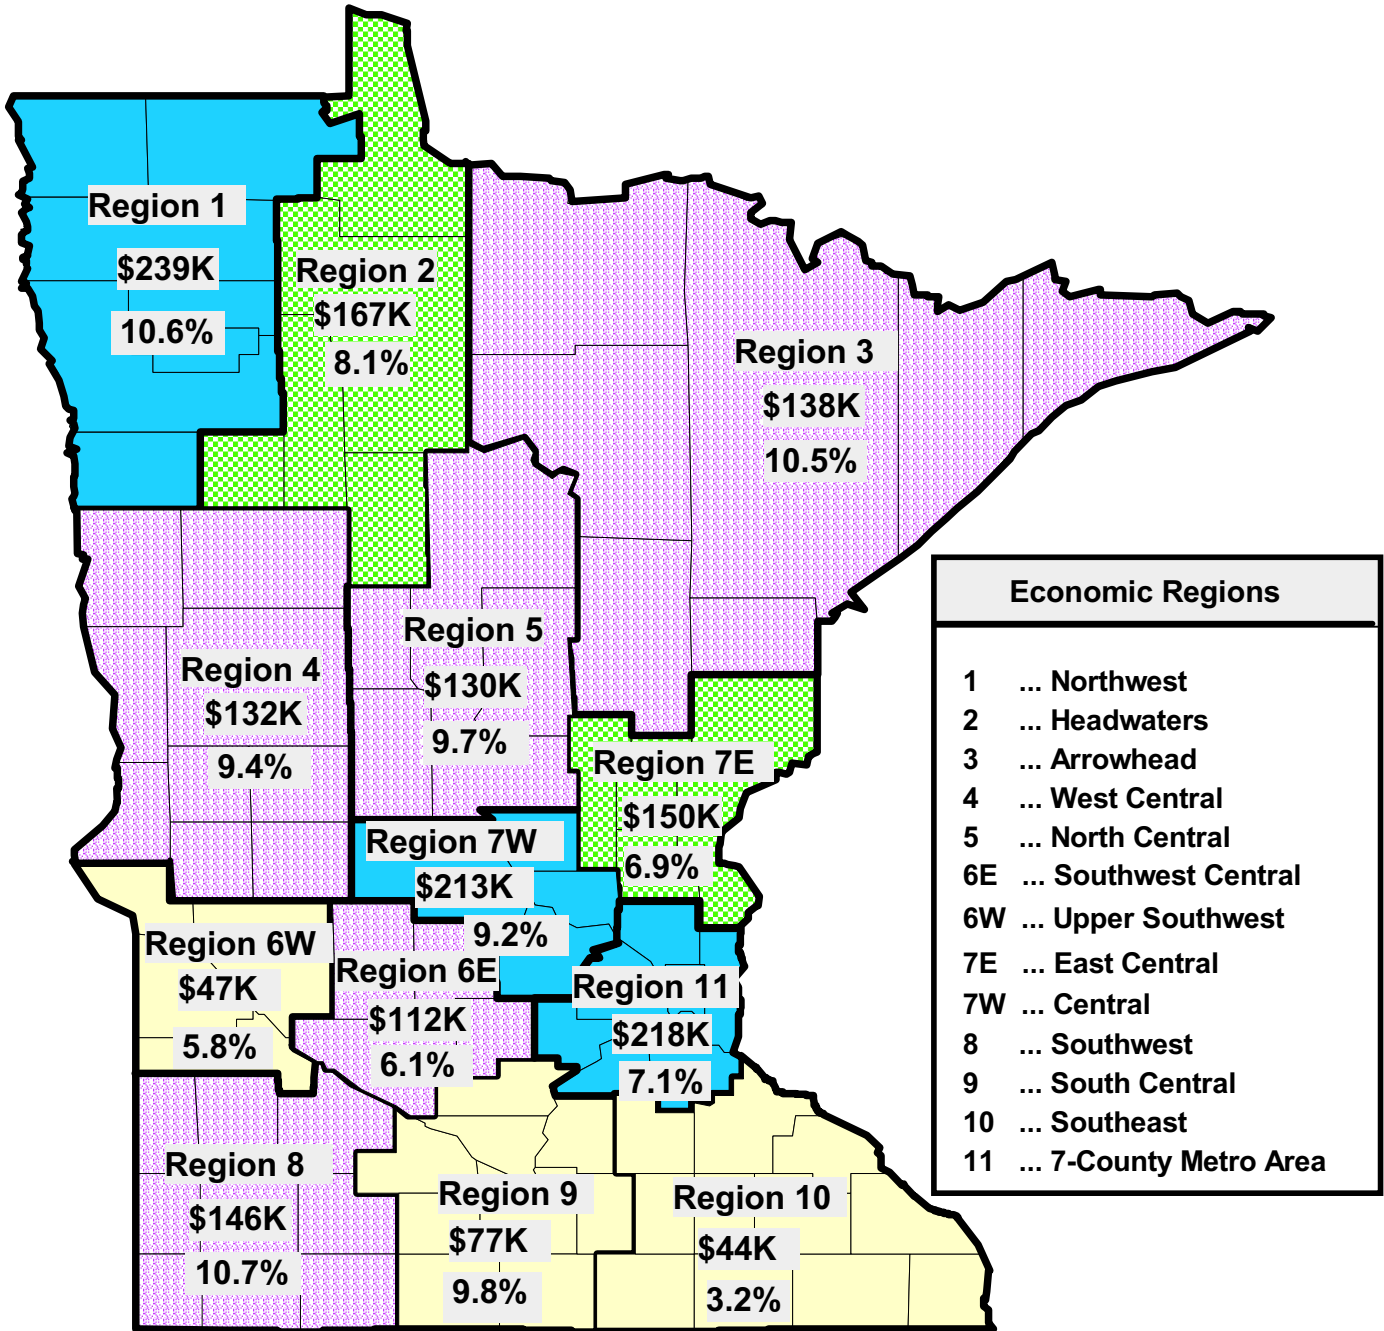 Region 1
$239K
10.6%
Region 2
$167K
8.1%
Region 3
$138K
10.5%
Region 4
$132K
9.4%
Region 5
$130K
9.7%
Region 7E
$150K
6.9%
Region 7W
$213K
9.2%
Region 6W
$47K
5.8%
Region 6E
$112K
6.1%
Region 11
$218K
7.1%
Region 8
$146K
10.7%
Region 9
$77K
9.8%
Region 10
$44K
3.2%
Economic Regions
1 ... Northwest
2 ... Headwaters
3 ... Arrowhead
4 ... West Central
5 ... North Central
6E ... Southwest Central
6W ... Upper Southwest
7E ... East Central
7W ... Central
8 ... Southwest
9 ... South Central
10 ... Southeast
11 ... 7-County Metro Area